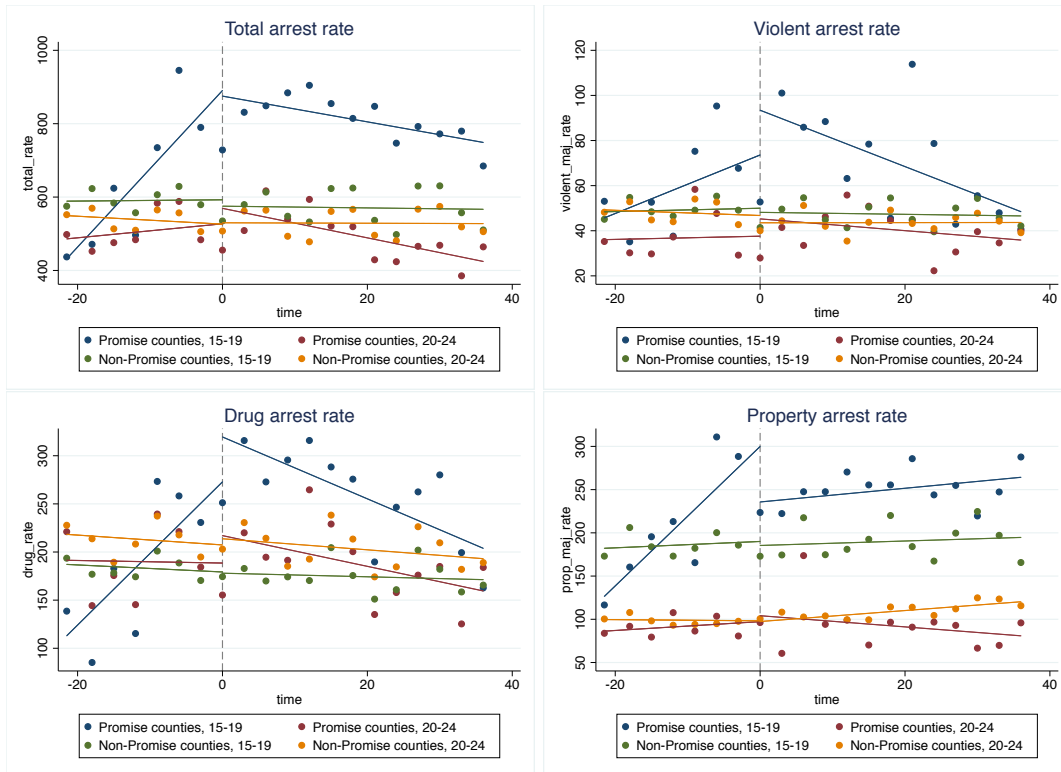 Total arrest rate
total_rate
1000
800
600
400
-20 0 20 40
time
Promise counties, 15-19 Promise counties, 20-24
Non-Promise counties, 15-19 Non-Promise counties, 20-24
Violent arrest rate
violent_maj_rate
120
100
80
60
40
20
-20 0 20 40
time
Promise counties, 15-19 Promise counties, 20-24
Non-Promise counties, 15-19 Non-Promise counties, 20-24
Drug arrest rate
drug_rate
300
250
200
150
100
-20 0 20 40
time
Promise counties, 15-19 Promise counties, 20-24
Non-Promise counties, 15-19 Non-Promise counties, 20-24
Property arrest rate
prop_maj_rate
300
250
200
150
100
50
-20 0 20 40
time
Promise counties, 15-19 Promise counties, 20-24
Non-Promise counties, 15-19 Non-Promise counties, 20-24